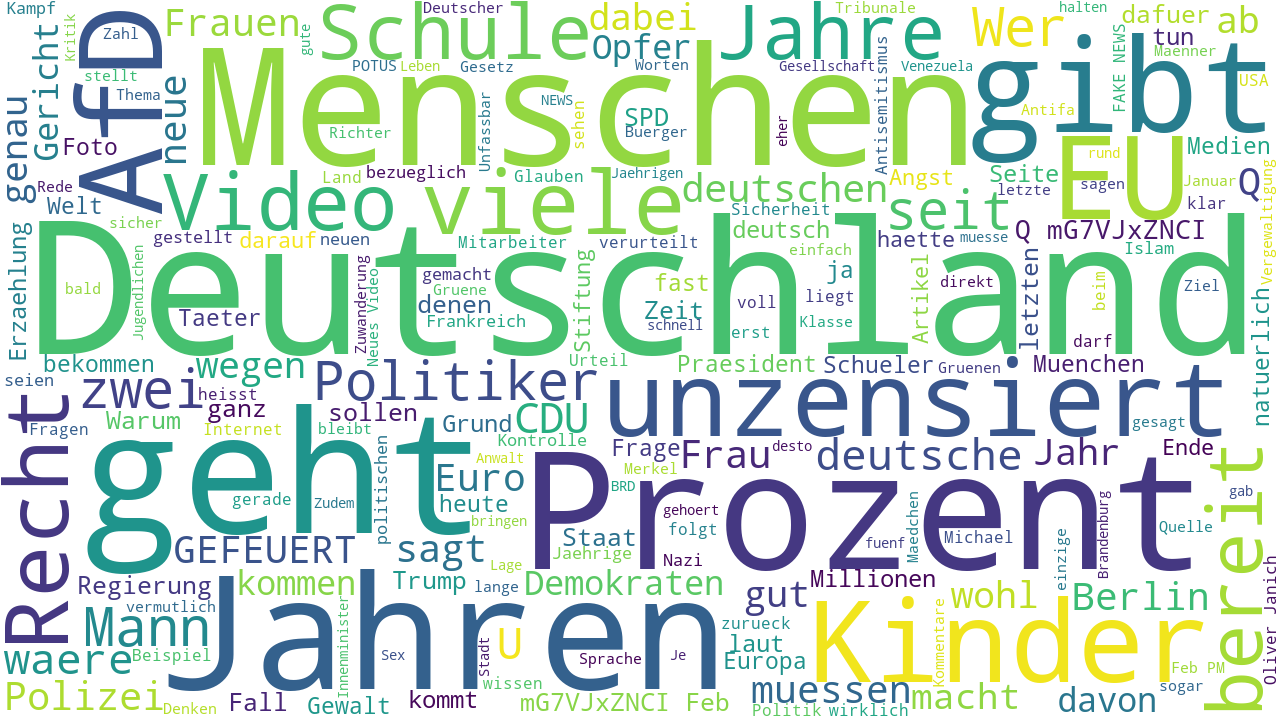 Kampf
Frauen
Schule
Deutscher
dabei
Jahre
Tribunale
Wer
halten
dafuer
ab
Zahl
Kritik
gute
Opfer
POTUS
Leben
Gesetz
Worten
Gesellschaft
Venezuela
tun
Maenner
Gericht
AfD
stellt
Thema
neue
Menschen
Unfassbar
NEWS
sehen
SPD
Buerger
eher
Antisemitismus
gibt
Antifa
FAKE NEWS
USA
genau
Foto
Richter
EU
rund
Medien
Rede
Welt
Land
bezueglich
Glauben
Jaehrigen
deutschen
Angst
Seite
letzte
sagen
Januar
Q
klar
Video
viele
Sicherheit
seit
Vergewaltigung
sicher
gestellt
darauf
neuen
Mitarbeiter
verurteilt
deutsch
einfach
haette
muesse
Q mG7VJxZNCI
Islam
Erzaehlung
Deutschland
bald
Jugendlichen
Taeter
Zuwanderung
Neues Video
gemacht
Gruene
denen
Frankreich
Stiftung
fast
Zeit
schnell
voll
erst
ja
liegt
Klasse
Artikel
direkt
letzten
beim
darf
Ziel
natuerlich
bekommen
wegen
Urteil
Praesident
Schueler
Gruenen
Muenchen
seien
zwei
heisst
Politiker
unzensiert
Recht
Fragen
Warum
ganz
Internet
sollen
bleibt
Grund
CDU
Kontrolle
gesagt
geht
politischen
Anwalt
Frage
Merkel
Frau
desto
deutsche
Jahr
Ende
bereit
gerade
Zudem
Euro
heute
bringen
Prozent
BRD
gehoert
folgt
Maedchen
Brandenburg
gab
Quelle
GEFEUERT
sagt
Staat
Jaehrige
Nazi
fuenf
Michael
einzige
Regierung
kommen
Trump
Lage
lange
Demokraten
Millionen
gut
wohl
Berlin
Oliver Janich
vermutlich
Mann
Jahren
Innenminister
zurueck
Kinder
waere
Beispiel
Sex
Stadt
U
Sprache
Je
laut
Europa
Kommentare
Feb PM
sogar
Polizei
Denken
Fall
Gewalt
kommt
wissen
mG7VJxZNCI Feb
muessen
Politik
wirklich
macht
davon